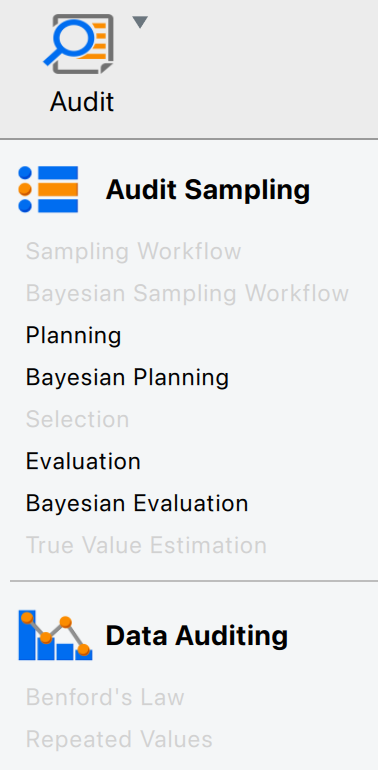 Audit
Audit Sampling
Sampling Workflow
Bayesian Sampling Workflow
Planning
Bayesian Planning
Selection
Evaluation
Bayesian Evaluation
True Value Estimation
Data Auditing
Benford's Law
Repeated Values